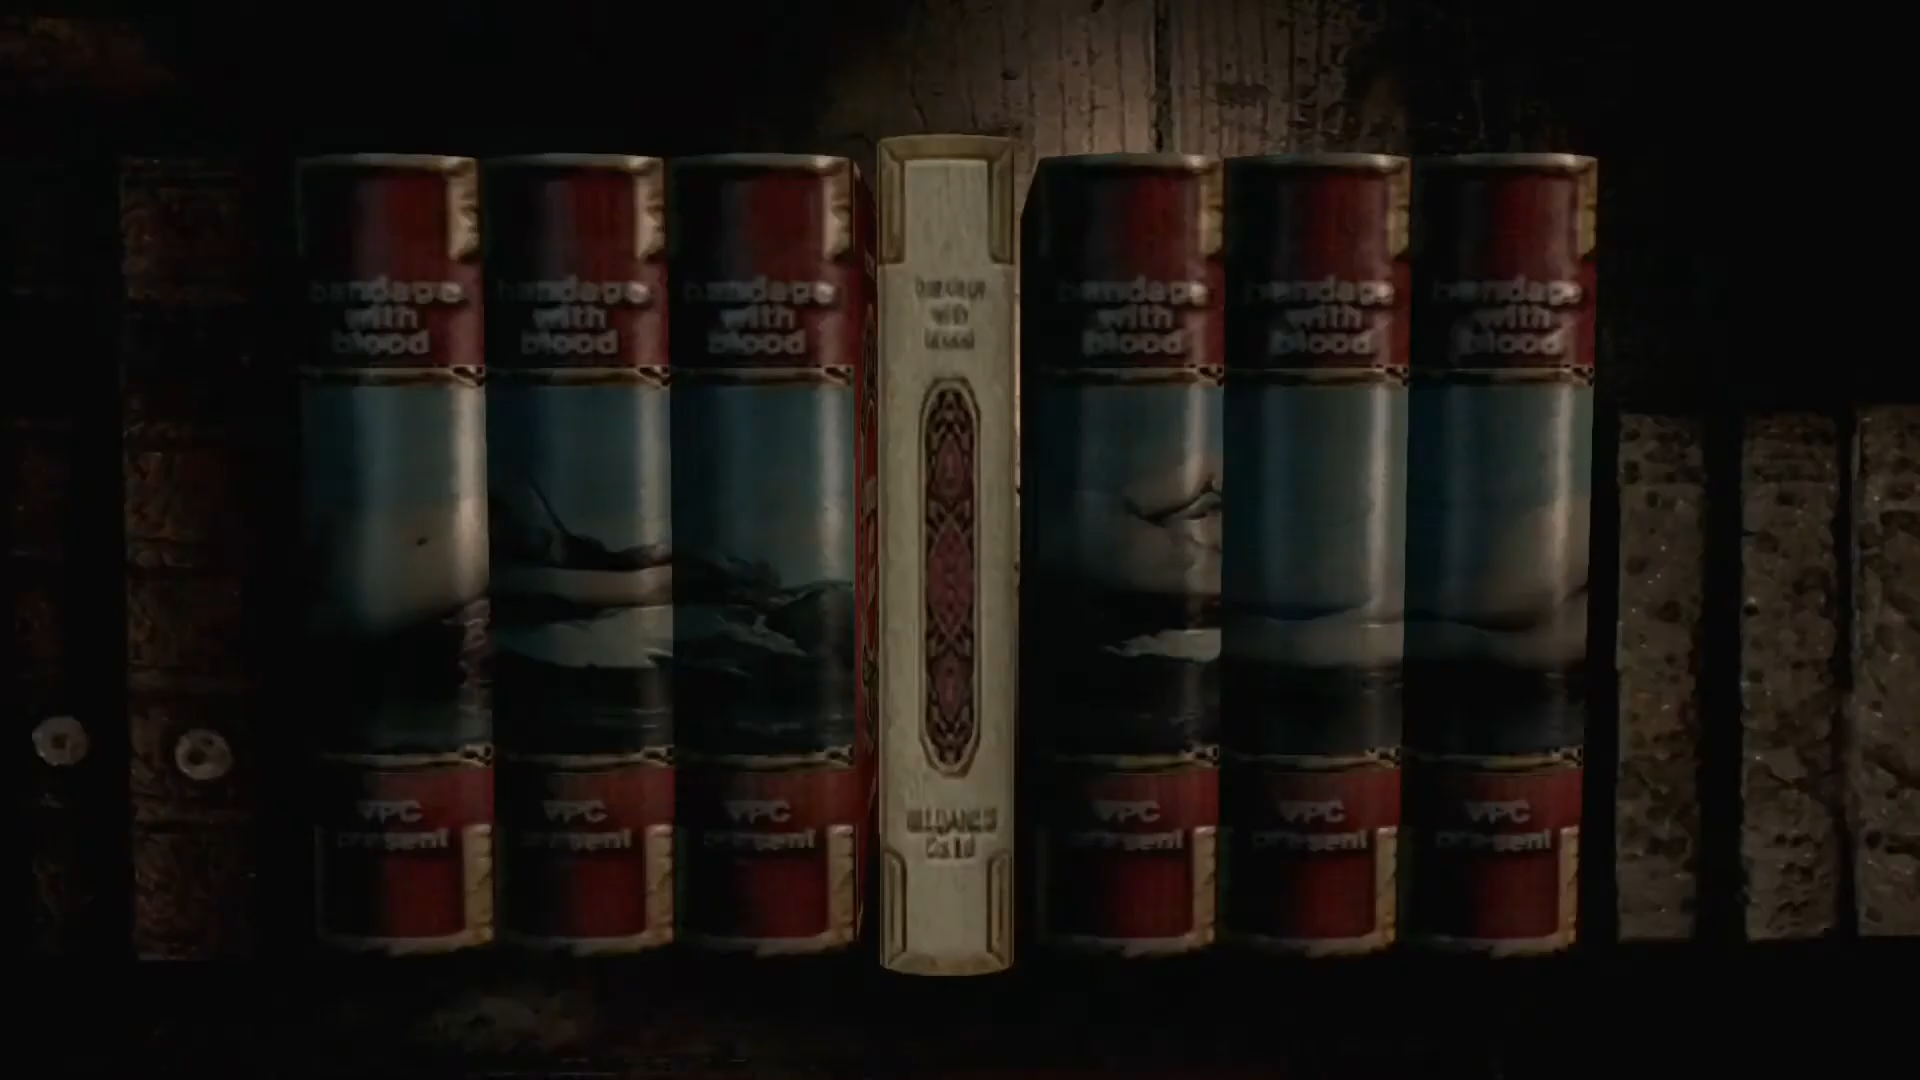 bandage
with
blood
bandage
with
blood
bandage
with
blood
bandage
with
blood
bandage
with
blood
bandage
with
blood
VPC
present
VPC
present
VPC
present
VPC
present
VPC
present
VPC
present